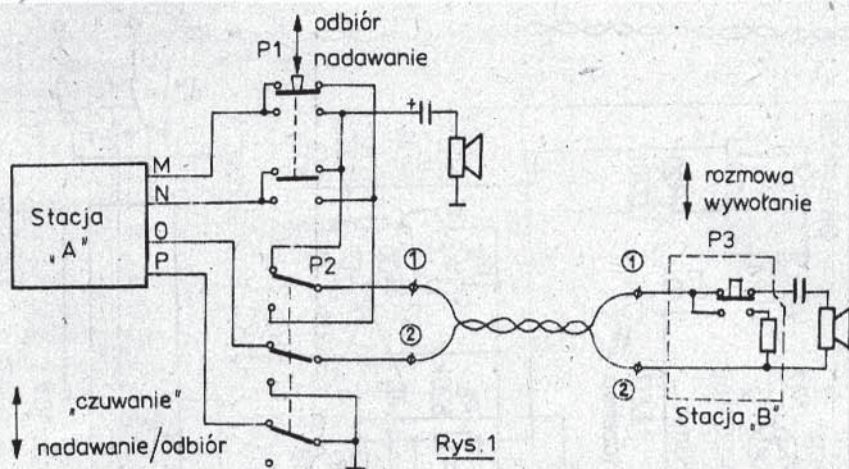 odbiór
P1
nadawanie
M
N
O
P
Stacja
„A"
+
P2
①
②
①
②
rozmowa
wywołanie
P3
Stacja „B"
„czuwanie"
nadawanie/odbiór
Rys.1